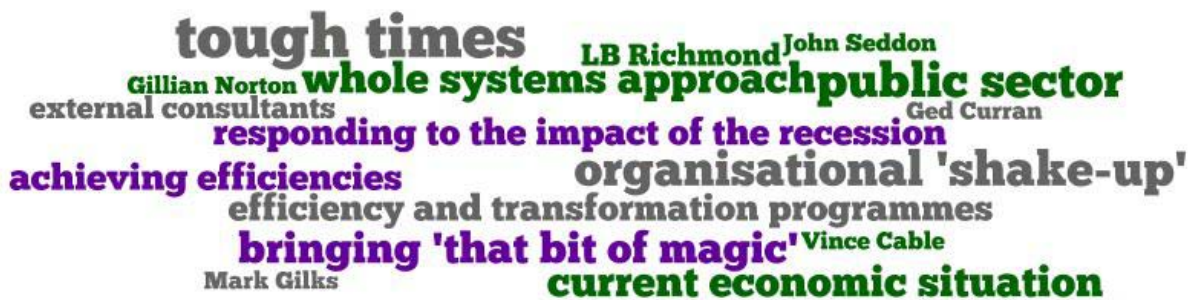 tough times
LB Richmond John Seddon
Gillian Norton whole systems approach public sector
external consultants Ged Curran
responding to the impact of the recession
achieving efficiencies organisational 'shake-up'
efficiency and transformation programmes
bringing 'that bit of magic' Vince Cable
Mark Gilks current economic situation